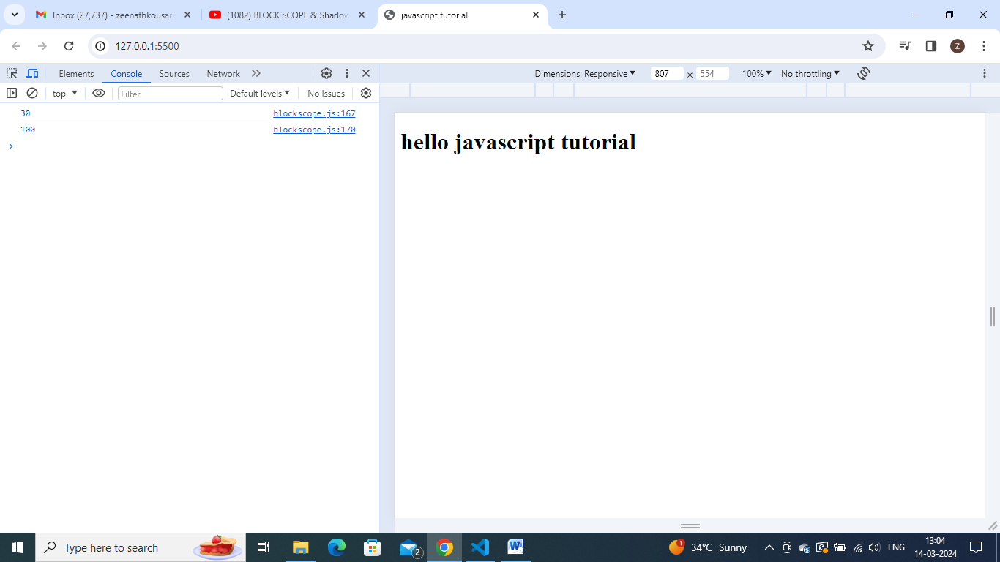 Inbox (27,737) - zeenathkousar
(1082) BLOCK SCOPE & Shadow
javascript tutorial
127.0.0.1:5500
Z
Elements
Console
Sources
Network
Dimensions: Responsive
807 × 554
100%
No throttling
top
Filter
Default levels
No Issues
30 blockscope.js:167
100 blockscope.js:170
hello javascript tutorial
Type here to search
2
1
34°C Sunny
ENG
13:04
14-03-2024